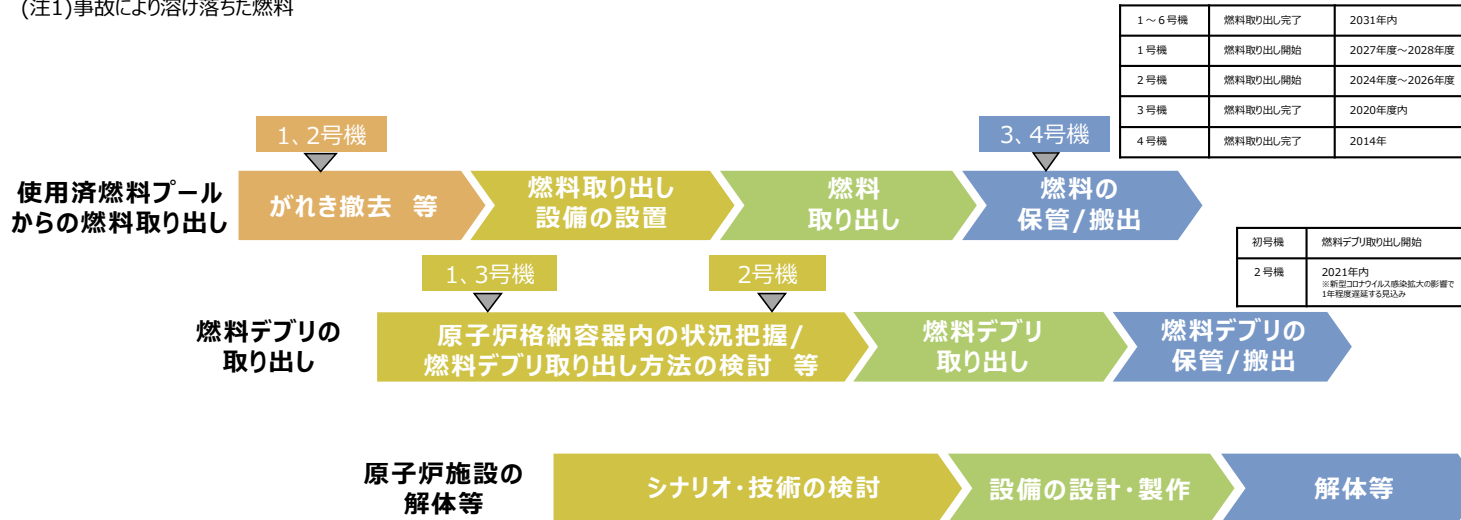 (注1)事故により溶け落ちた燃料
1～6号機 燃料取り出し完了 2031年内
1号機 燃料取り出し開始 2027年度～2028年度
2号機 燃料取り出し開始 2024年度～2026年度
3号機 燃料取り出し完了 2020年度内
4号機 燃料取り出し完了 2014年
1、2号機
3、4号機
使用済燃料プール
からの燃料取り出し
がれき撤去　等
燃料取り出し
設備の設置
燃料
取り出し
燃料の
保管/搬出
初号機 燃料デブリ取り出し開始
2号機 2021年内
※新型コロナウイルス感染拡大の影響で
1年程度遅延する見込み
1、3号機
2号機
燃料デブリの
取り出し
原子炉格納容器内の状況把握/
燃料デブリ取り出し方法の検討　等
燃料デブリ
取り出し
燃料デブリの
保管/搬出
原子炉施設の
解体等
シナリオ・技術の検討
設備の設計・製作
解体等